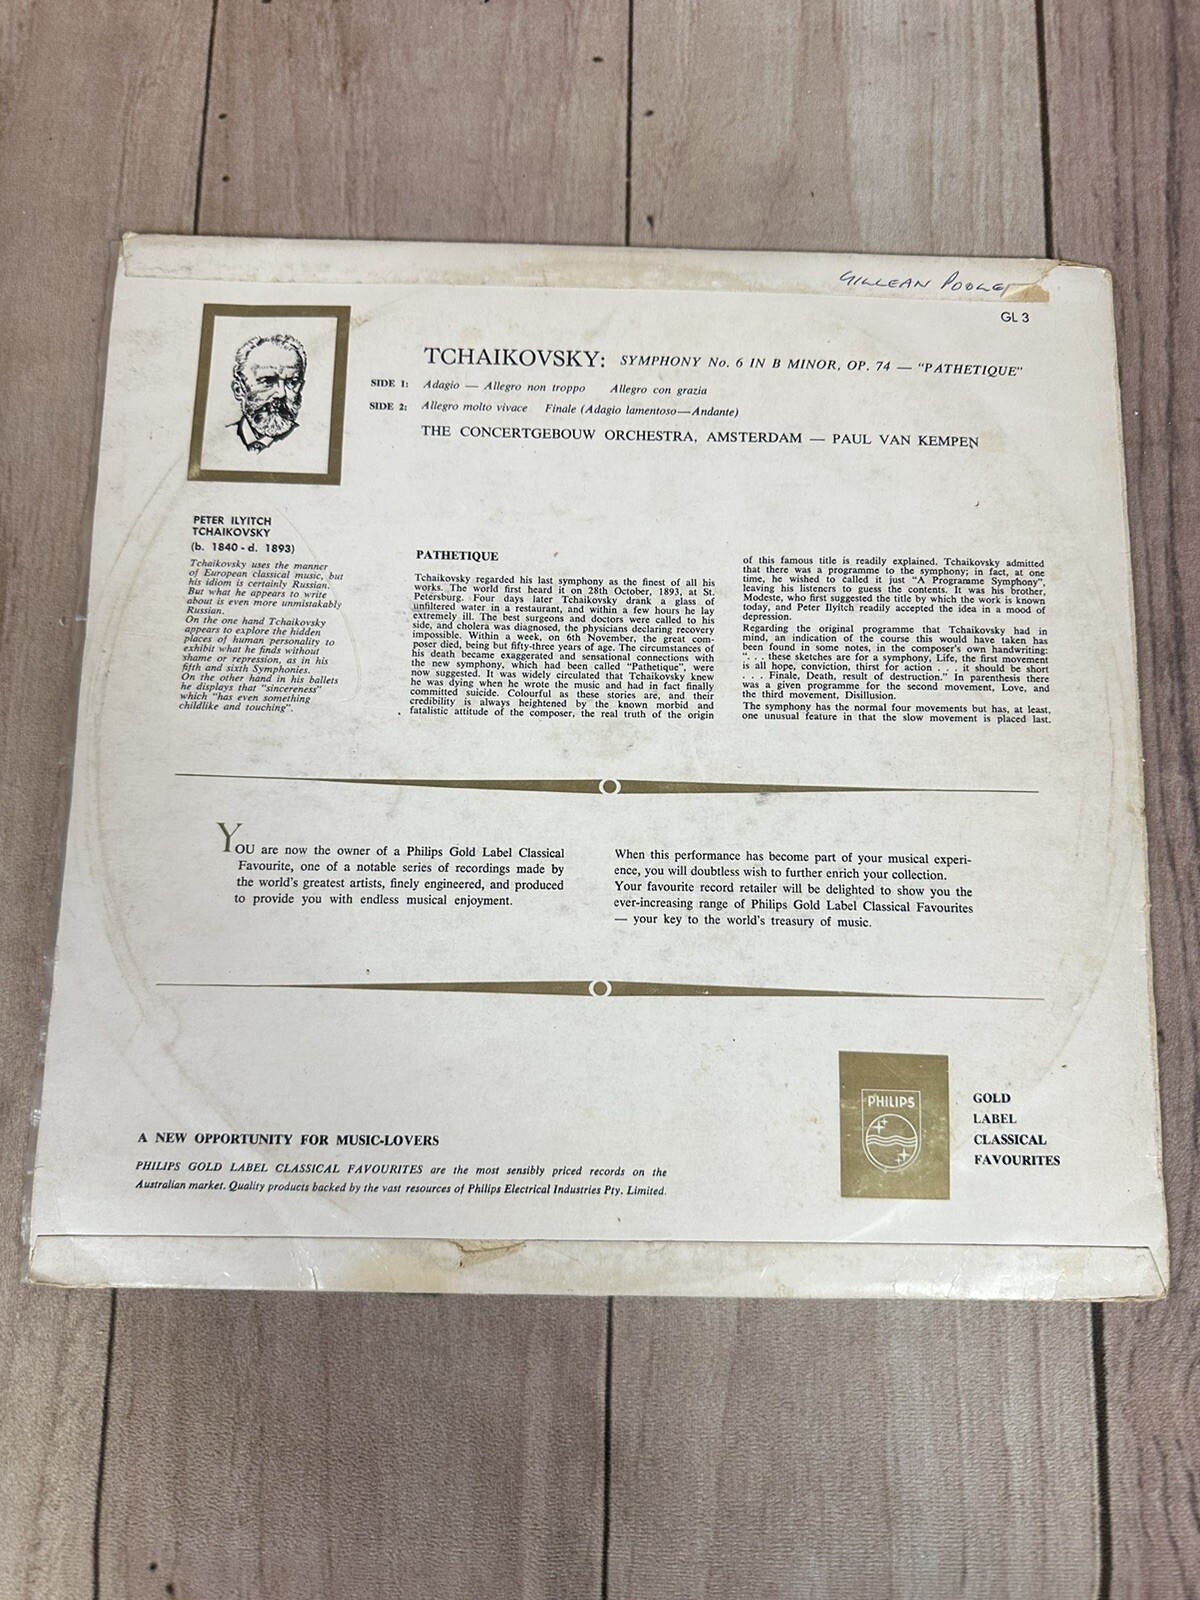 GILLEAN
GL 3
TCHAIKOVSKY: SYMPHONY No. 6 IN B MINOR, OP. 74 — "PATHETIQUE"
SIDE 1: Adagio — Allegro non troppo Allegro con grazia
SIDE 2: Allegro molto vivace Finale (Adagio lamentoso—Andante)
THE CONCERTGEBOUW ORCHESTRA, AMSTERDAM — PAUL VAN KEMPEN
PETER ILYITCH
TCHAIKOVSKY
(b. 1840 - d. 1893)
Tchaikovsky uses the manner
of European classical music, but
his idiom is certainly Russian.
But what he appears to write
about is even more unmistakably
Russian.
On the one hand Tchaikovsky
appears to explore the hidden
places of human personality to
exhibit what he finds without
shame or repression, as in his
fifth and sixth Symphonies.
On the other hand in his ballets
he displays that "sincereness"
which "has even something
childlike and touching".
PATHETIQUE
Tchaikovsky regarded his last symphony as the finest of all his
works. The world first heard it on 28th October, 1893, at St.
Petersburg. Four days later Tchaikovsky drank a glass of
unfiltered water in a restaurant, and within a few hours he lay
extremely ill. The best surgeons and doctors were called to his
side, and cholera was diagnosed, the physicians declaring recovery
impossible. Within a week, on 6th November, the great com-
poser died, being but fifty-three years of age. The circumstances of
his death became exaggerated and sensational connections with
the new symphony, which had been called "Pathetique", were
now suggested. It was widely circulated that Tchaikovsky knew
he was dying when he wrote the music and had in fact finally
committed suicide. Colourful as these stories are, and their
credibility is always heightened by the known morbid and
fatalistic attitude of the composer, the real truth of the origin
of this famous title is readily explained. Tchaikovsky admitted
that there was a programme to the symphony; in fact, at one
time, he wished to called it just "A Programme Symphony",
leaving his listeners to guess the contents. It was his brother,
Modeste, who first suggested the title by which the work is known
today, and Peter Ilyitch readily accepted the idea in a mood of
depression.
Regarding the original programme that Tchaikovsky had in
mind, an indication of the course this would have taken has
been found in some notes, in the composer's own handwriting:
". . . these sketches are for a symphony, Life, the first movement
is all hope, conviction, thirst for action . . . it should be short
. . . Finale, Death, result of destruction." In parenthesis there
was a given programme for the second movement, Love, and
the third movement, Disillusion.
The symphony has the normal four movements but has, at least,
one unusual feature in that the slow movement is placed last.
YOU are now the owner of a Philips Gold Label Classical
Favourite, one of a notable series of recordings made by
the world's greatest artists, finely engineered, and produced
to provide you with endless musical enjoyment.
When this performance has become part of your musical experi-
ence, you will doubtless wish to further enrich your collection.
Your favourite record retailer will be delighted to show you the
ever-increasing range of Philips Gold Label Classical Favourites
— your key to the world's treasury of music.
PHILIPS
GOLD
LABEL
CLASSICAL
FAVOURITES
A NEW OPPORTUNITY FOR MUSIC-LOVERS
PHILIPS GOLD LABEL CLASSICAL FAVOURITES are the most sensibly priced records on the
Australian market. Quality products backed by the vast resources of Philips Electrical Industries Pty. Limited.